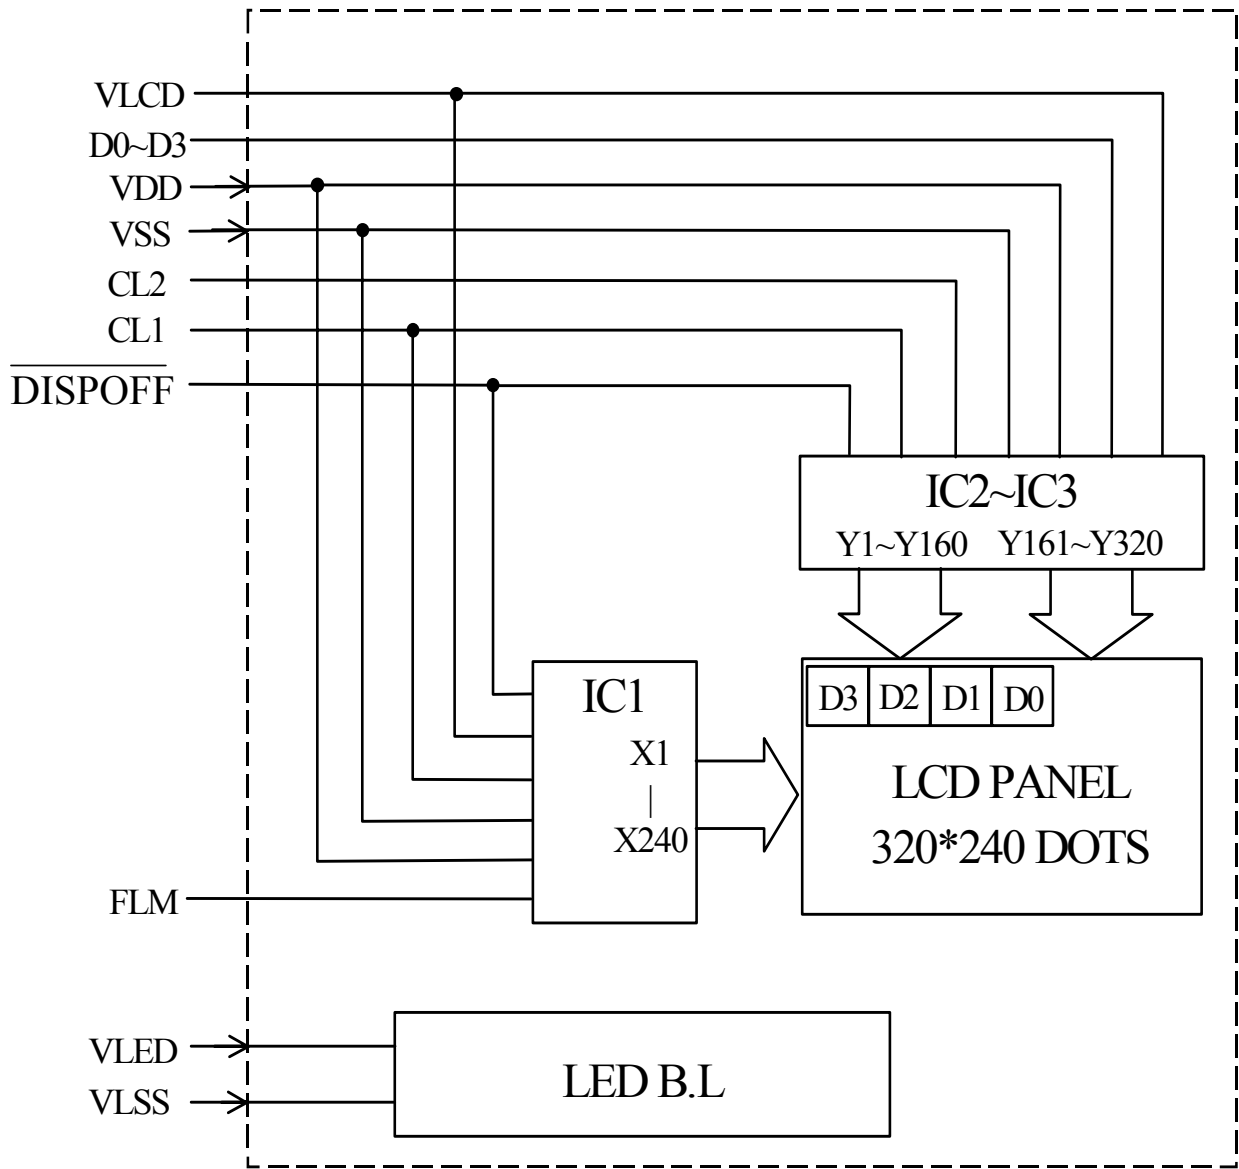 VLCD
D0~D3
VDD
VSS
CL2
CL1
DISPOFF
IC2~IC3
Y1~Y160 Y161~Y320
IC1
X1
|
X240
D3 D2 D1 D0
LCD PANEL
320*240 DOTS
FLM
VLED
VLSS
LED B.L